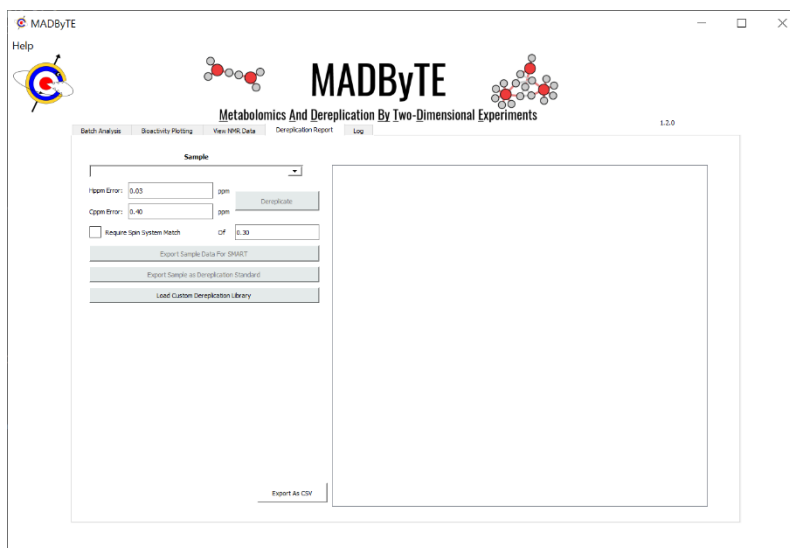 MADByTE
Help
MADByTE
Metabolomics And Dereplication By Two-Dimensional Experiments
1.2.0
Batch Analysis Bioactivity Plotting View NMR Data Dereplication Report Log
Sample
Hppm Error: 0.03 ppm
Dereplicate
Cppm Error: 0.40 ppm
Require Spin System Match Of 0.30
Export Sample Data For SMART
Export Sample as Dereplication Standard
Load Custom Dereplication Library
Export As CSV